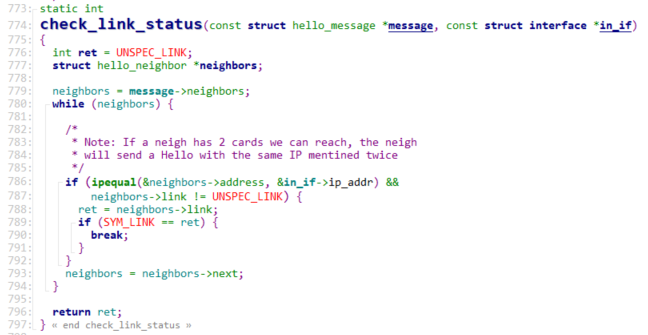 773: static int
774: check_link_status(const struct hello_message *message, const struct interface *in_if)
775: {
776:   int ret = UNSPEC_LINK;
777:   struct hello_neighbor *neighbors;
778:
779:   neighbors = message->neighbors;
780:   while (neighbors) {
781:
782:     /*
783:      * Note: If a neigh has 2 cards we can reach, the neigh
784:      * will send a Hello with the same IP mentined twice
785:      */
786:     if (ipequal(&neighbors->address, &in_if->ip_addr) &&
787:         neighbors->link != UNSPEC_LINK) {
788:       ret = neighbors->link;
789:       if (SYM_LINK == ret) {
790:         break;
791:       }
792:     }
793:     neighbors = neighbors->next;
794:   }
795:
796:   return ret;
797: } « end check_link_status »